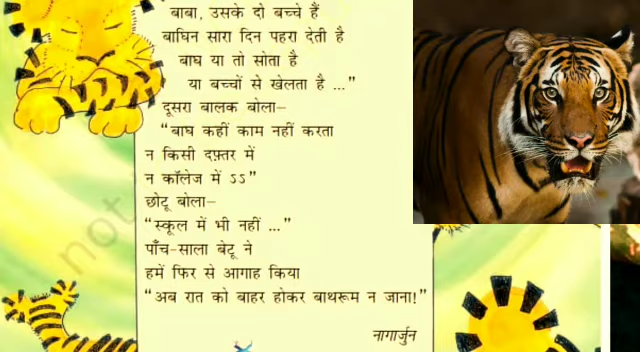 बाबा, उसके दो बच्चे हैं
बाघिन सारा दिन पहरा देती है
बाघ या तो सोता है
या बच्चों से खेलता है ...”
दूसरा बालक बोला–
“बाघ कहीं काम नहीं करता
न किसी दफ़्तर में
न कॉलेज में ऽऽ”
छोटू बोला–
“स्कूल में भी नहीं ...”
पाँच-साला बेटू ने
हमें फिर से आगाह किया
“अब रात को बाहर होकर बाथरूम न जाना!”
नागार्जुन
not